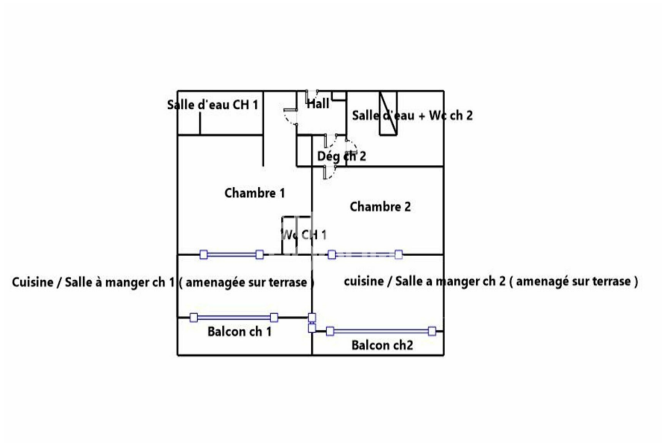 Salle d'eau CH 1
Hall
Salle d'eau + Wc ch 2
Dég ch 2
Chambre 1
Chambre 2
Wc CH 1
Cuisine / Salle à manger ch 1 ( amenagée sur terrase )
cuisine / Salle a manger ch 2 ( amenagé sur terrase )
Balcon ch 1
Balcon ch2